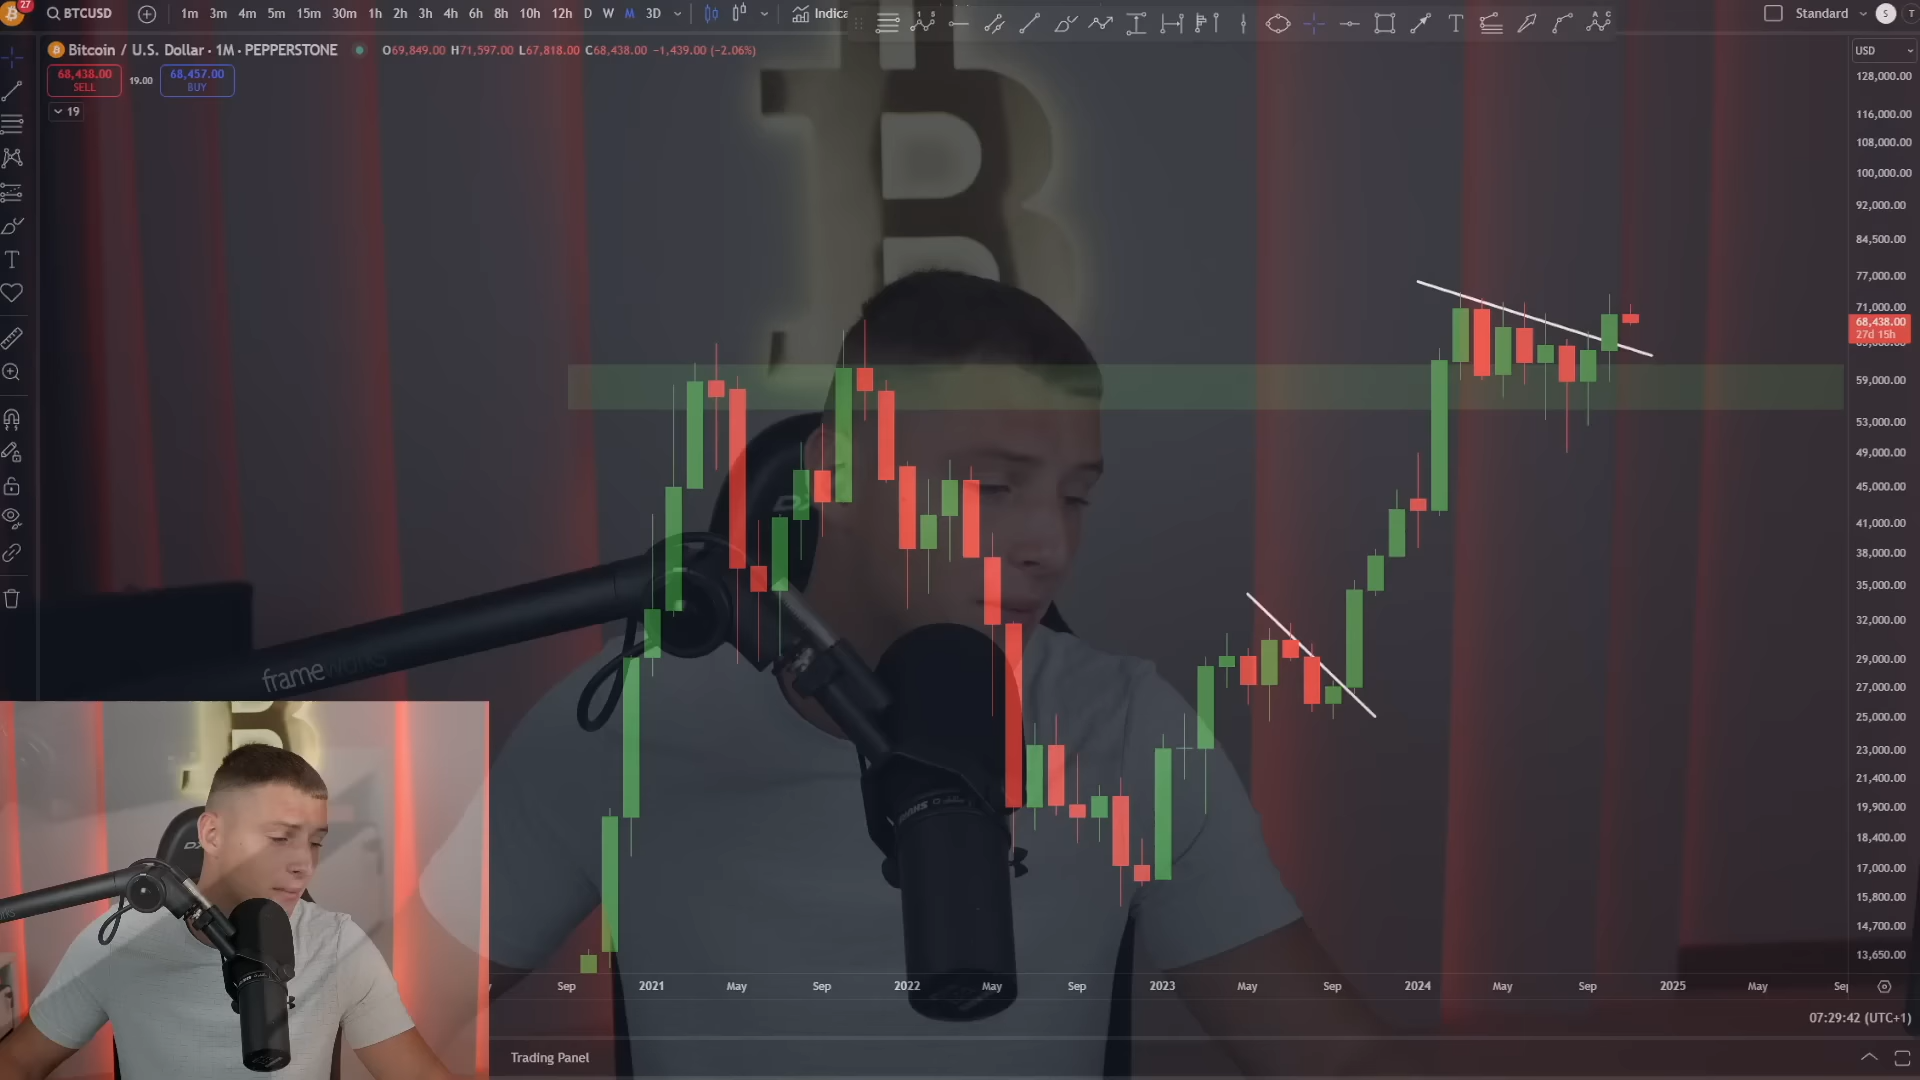 27
BTCUSD
1m 3m 4m 5m 15m 30m 1h 2h 3h 4h 6h 8h 10h 12h D W M 3D
Indica
Standard
S
T
Bitcoin / U.S. Dollar · 1M · PEPPERSTONE
O69,849.00 H71,597.00 L67,818.00 C68,438.00 −1,439.00 (−2.06%)
USD
68,438.00
SELL
19.00
68,457.00
BUY
19
128,000.00
116,000.00
108,000.00
100,000.00
92,000.00
84,500.00
77,000.00
71,000.00
68,438.00
27d 15h
59,000.00
53,000.00
49,000.00
45,000.00
41,000.00
38,000.00
35,000.00
32,000.00
29,000.00
27,000.00
25,000.00
23,000.00
21,400.00
19,900.00
18,400.00
17,000.00
15,800.00
14,700.00
13,650.00
frameworks
Sep 2021 May Sep 2022 May Sep 2023 May Sep 2024 May Sep 2025 May Sep
07:29:42 (UTC+1)
Trading Panel